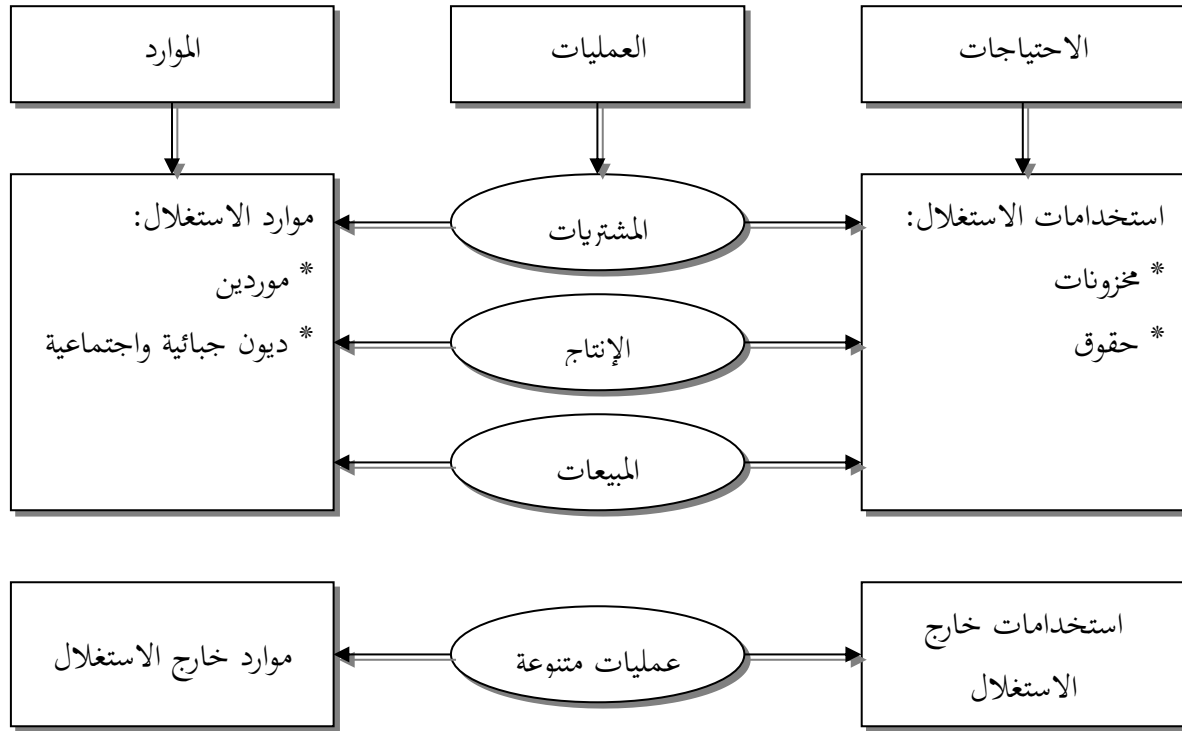 الاحتياجات
العمليات
الموارد
استخدامات الاستغلال:
* مخزونات
* حقوق
المشتريات
الإنتاج
المبيعات
موارد الاستغلال:
* موردين
* ديون جبائية واجتماعية
استخدامات خارج
الاستغلال
عمليات متنوعة
موارد خارج الاستغلال